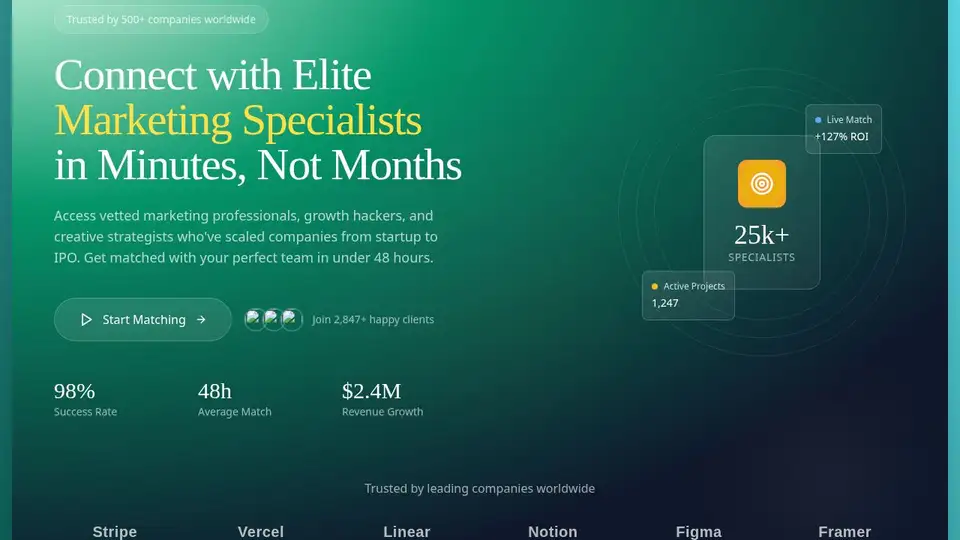 Trusted by 500+ companies worldwide
Connect with Elite
Marketing Specialists
in Minutes, Not Months
Access vetted marketing professionals, growth hackers, and
creative strategists who've scaled companies from startup to
IPO. Get matched with your perfect team in under 48 hours.
Start Matching
Join 2,847+ happy clients
98%
Success Rate
48h
Average Match
$2.4M
Revenue Growth
Live Match
+127% ROI
25k+
SPECIALISTS
Active Projects
1,247
Trusted by leading companies worldwide
Stripe
Vercel
Linear
Notion
Figma
Framer